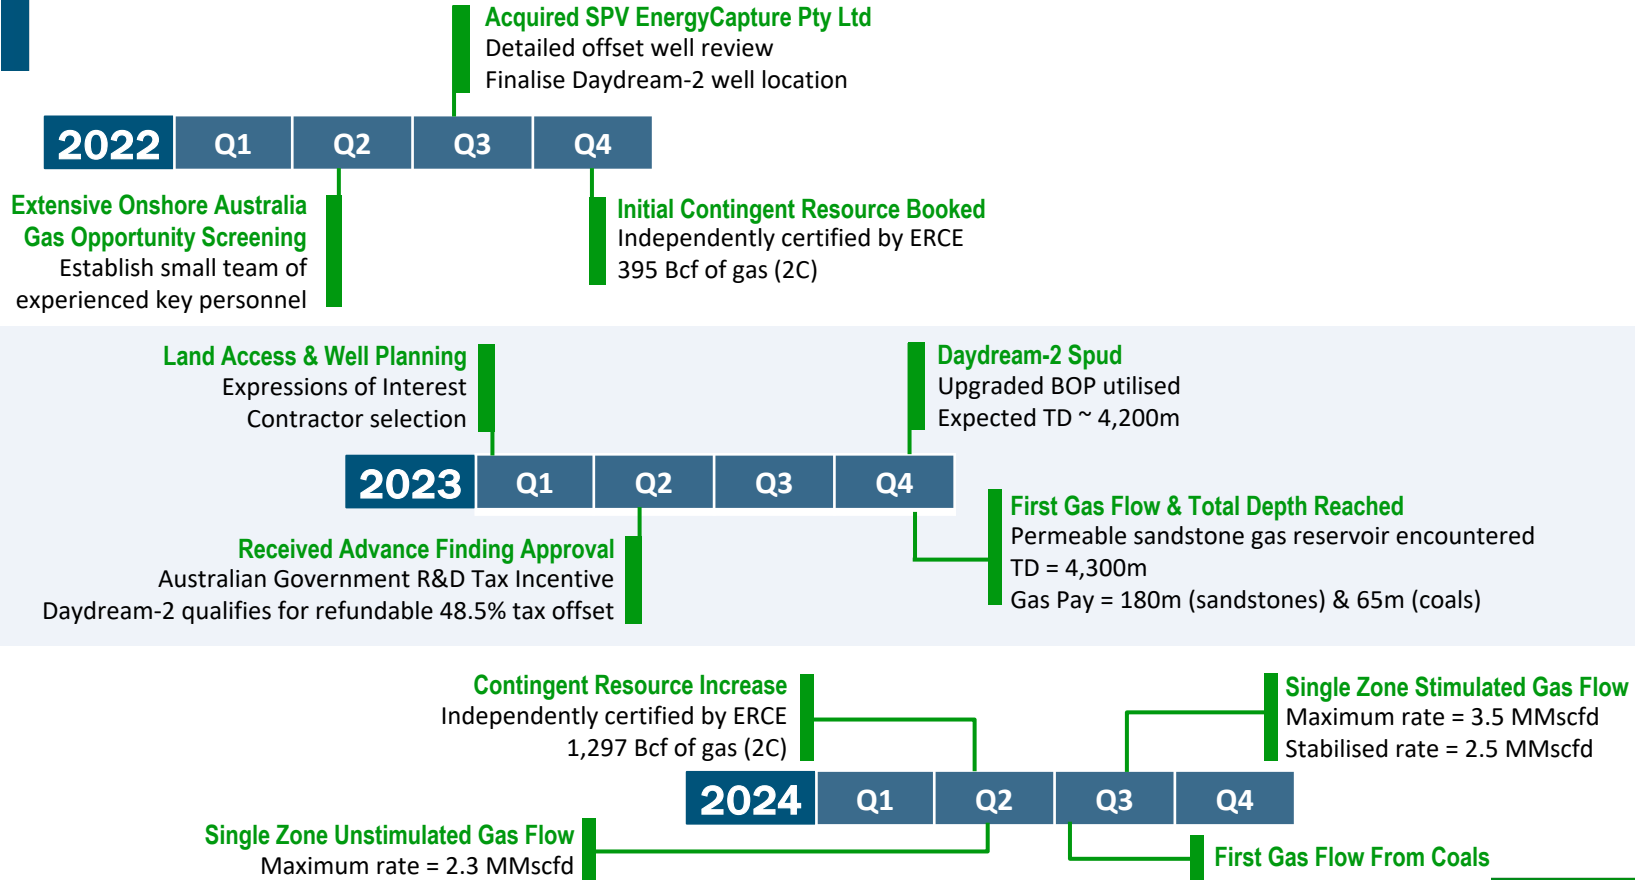 Acquired SPV EnergyCapture Pty Ltd
Detailed offset well review
Finalise Daydream-2 well location
2022 Q1 Q2 Q3 Q4
Extensive Onshore Australia
Gas Opportunity Screening
Establish small team of
experienced key personnel
Initial Contingent Resource Booked
Independently certified by ERCE
395 Bcf of gas (2C)
Land Access & Well Planning
Expressions of Interest
Contractor selection
Daydream-2 Spud
Upgraded BOP utilised
Expected TD ~ 4,200m
2023 Q1 Q2 Q3 Q4
Received Advance Finding Approval
Australian Government R&D Tax Incentive
Daydream-2 qualifies for refundable 48.5% tax offset
First Gas Flow & Total Depth Reached
Permeable sandstone gas reservoir encountered
TD = 4,300m
Gas Pay = 180m (sandstones) & 65m (coals)
Contingent Resource Increase
Independently certified by ERCE
1,297 Bcf of gas (2C)
Single Zone Stimulated Gas Flow
Maximum rate = 3.5 MMscfd
Stabilised rate = 2.5 MMscfd
2024 Q1 Q2 Q3 Q4
Single Zone Unstimulated Gas Flow
Maximum rate = 2.3 MMscfd
First Gas Flow From Coals